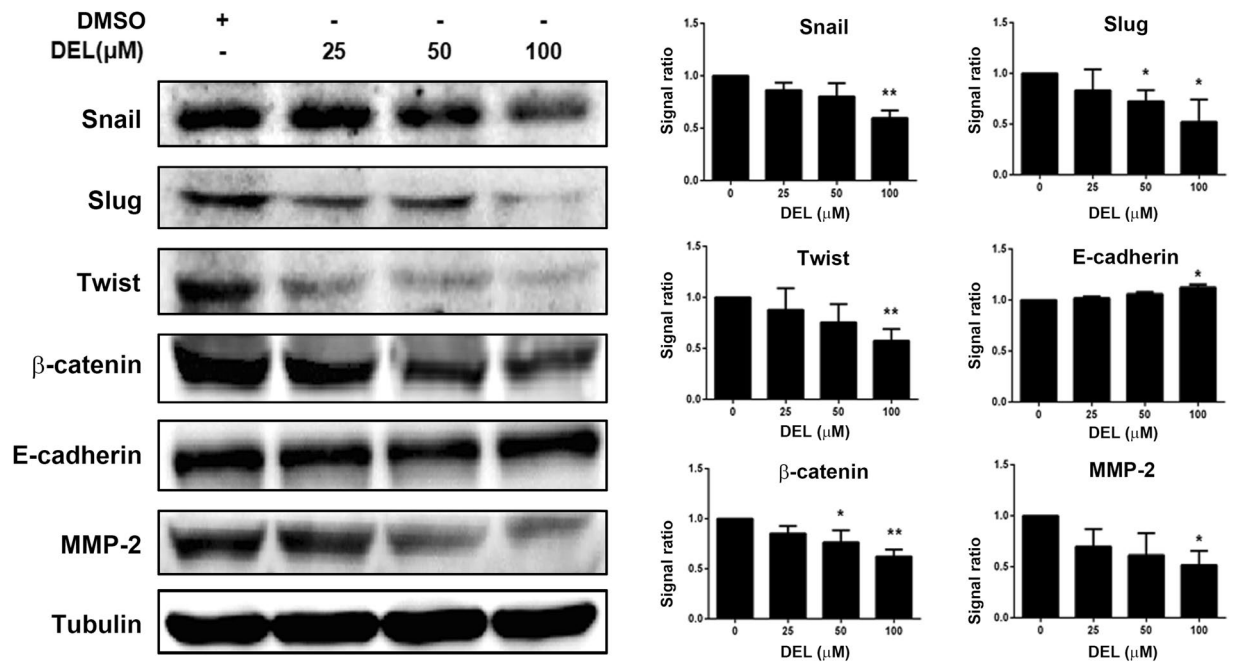 DMSO + - - -
DEL(μM) - 25 50 100
Snail
Slug
Twist
β-catenin
E-cadherin
MMP-2
Tubulin
Snail
Signal ratio
1.5
1.0
0.5
0.0
**
0 25 50 100
DEL (μM)
Slug
Signal ratio
1.5
1.0
0.5
0.0
* *
0 25 50 100
DEL (μM)
Twist
Signal ratio
1.5
1.0
0.5
0.0
**
0 25 50 100
DEL (μM)
E-cadherin
Signal ratio
1.5
1.0
0.5
0.0
*
0 25 50 100
DEL (μM)
β-catenin
Signal ratio
1.5
1.0
0.5
0.0
* **
0 25 50 100
DEL (μM)
MMP-2
Signal ratio
1.5
1.0
0.5
0.0
*
0 25 50 100
DEL (μM)